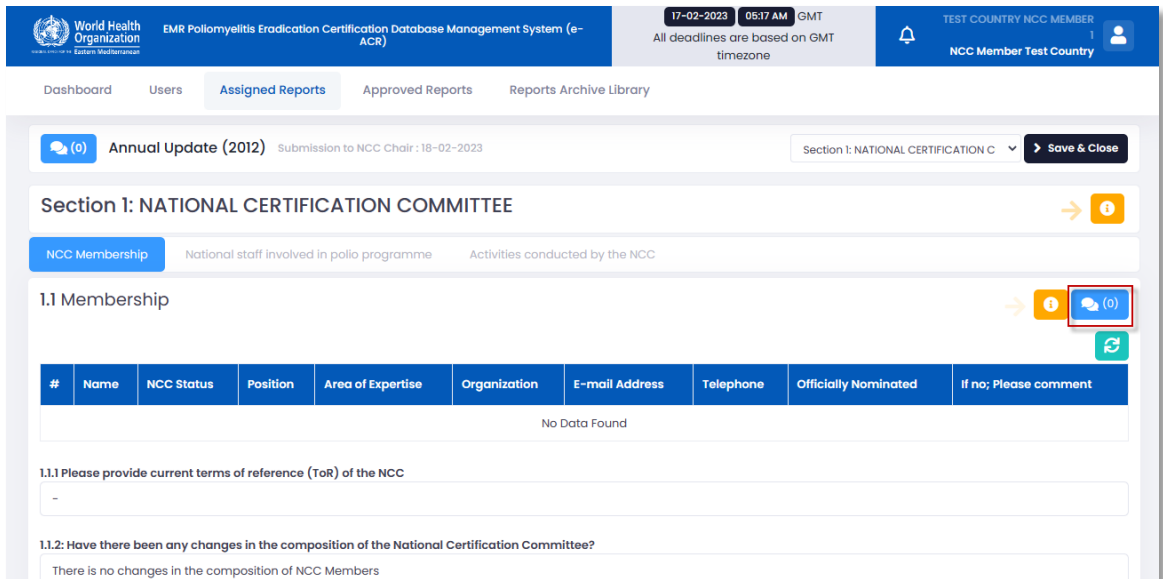 World Health
Organization
Eastern Mediterranean
EMR Poliomyelitis Eradication Certification Database Management System (e-
ACR)
17-02-2023 05:17 AM GMT
All deadlines are based on GMT
timezone
TEST COUNTRY NCC MEMBER
1
NCC Member Test Country
Dashboard Users Assigned Reports Approved Reports Reports Archive Library
(0) Annual Update (2012) Submission to NCC Chair : 18-02-2023 Section 1: NATIONAL CERTIFICATION C Save & Close
Section 1: NATIONAL CERTIFICATION COMMITTEE
NCC Membership National staff involved in polio programme Activities conducted by the NCC
1.1 Membership
(0)
# Name NCC Status Position Area of Expertise Organization E-mail Address Telephone Officially Nominated If no; Please comment
No Data Found
1.1.1 Please provide current terms of reference (ToR) of the NCC
-
1.1.2: Have there been any changes in the composition of the National Certification Committee?
There is no changes in the composition of NCC Members